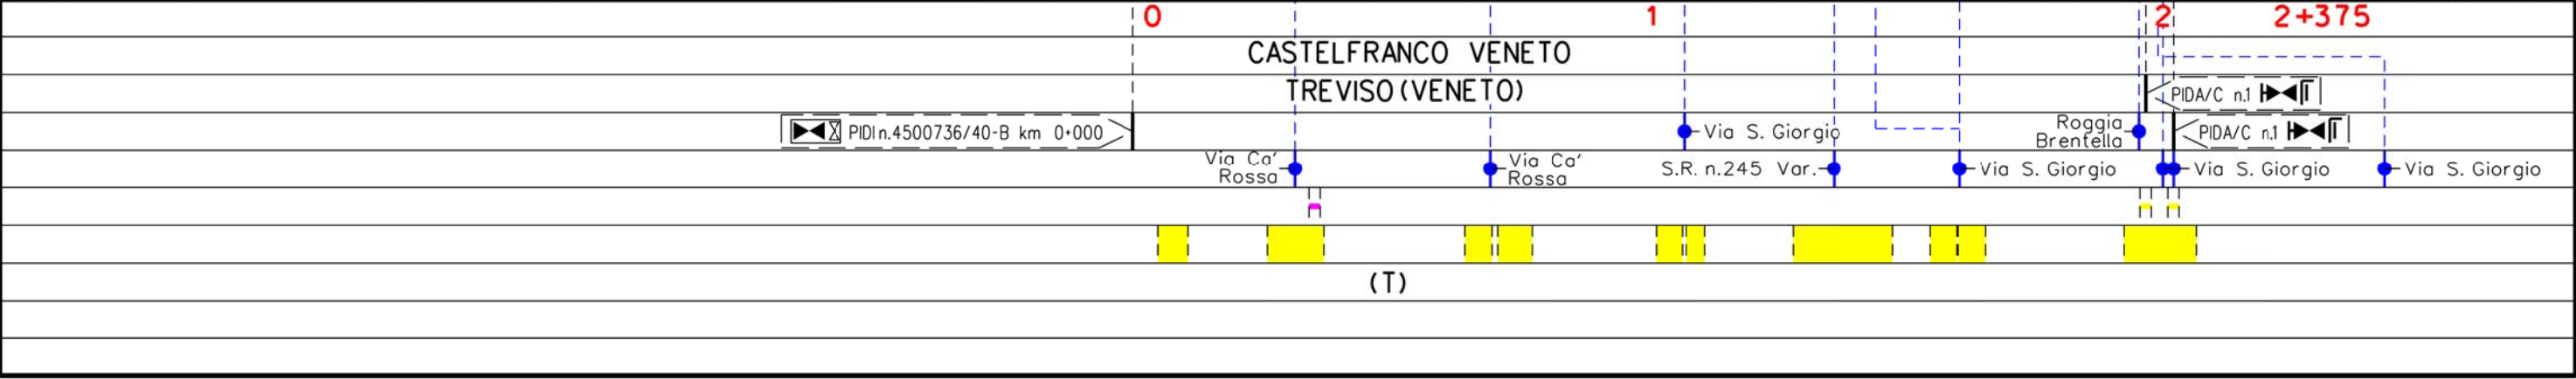 0 1 2 2+375
CASTELFRANCO VENETO
TREVISO (VENETO)
PIDA/C n.1
PIDI n.4500736/40-B km 0+000
Via S. Giorgio
Roggia
Brentella
PIDA/C n.1
Via Ca'
Rossa
Via Ca'
Rossa
S.R. n.245 Var.
Via S. Giorgio
Via S. Giorgio
Via S. Giorgio
(T)